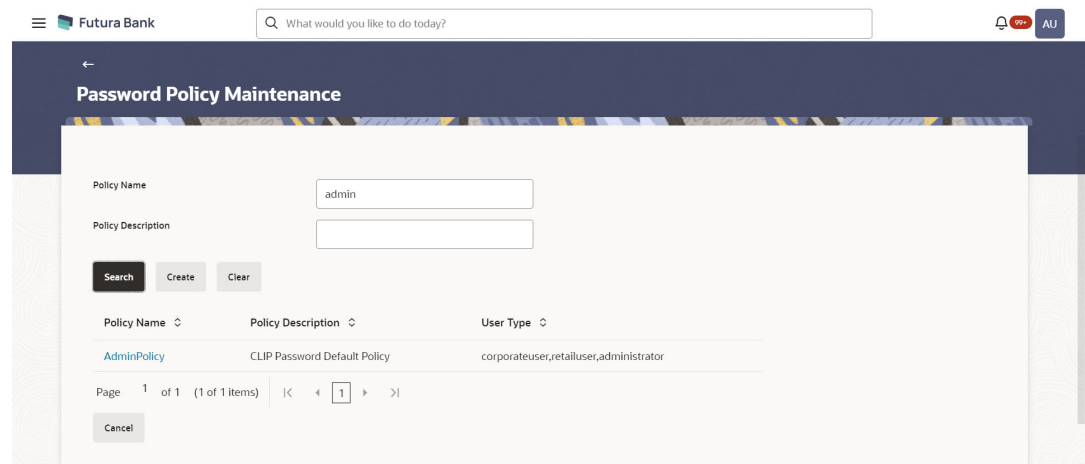 Futura Bank
What would you like to do today?
99+
AU
Password Policy Maintenance
Policy Name
admin
Policy Description
Search Create Clear
Policy Name Policy Description User Type
AdminPolicy CLIP Password Default Policy corporateuser,retailuser,administrator
Page 1 of 1 (1 of 1 items) 1
Cancel